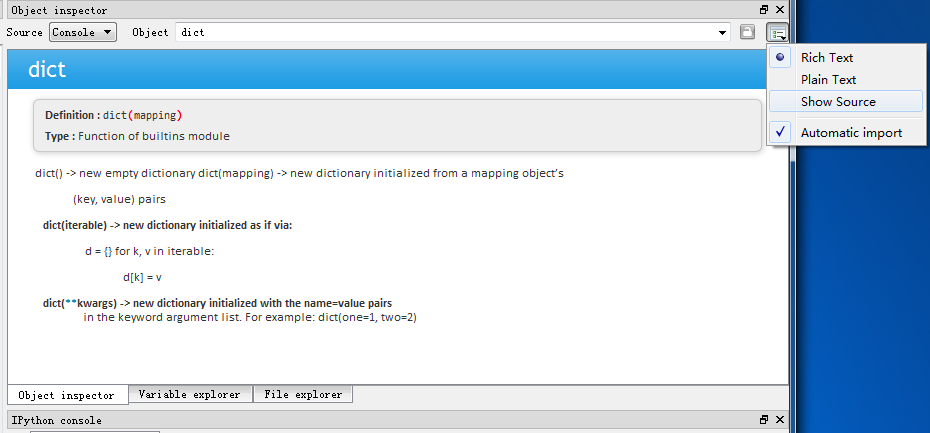 Object inspector
Source Console Object dict
Rich Text
Plain Text
Show Source
Automatic import
dict
Definition : dict(mapping)
Type : Function of builtins module
dict() -> new empty dictionary dict(mapping) -> new dictionary initialized from a mapping object’s
(key, value) pairs
dict(iterable) -> new dictionary initialized as if via:
d = {} for k, v in iterable:
d[k] = v
dict(**kwargs) -> new dictionary initialized with the name=value pairs
in the keyword argument list. For example: dict(one=1, two=2)
Object inspector Variable explorer File explorer
IPython console